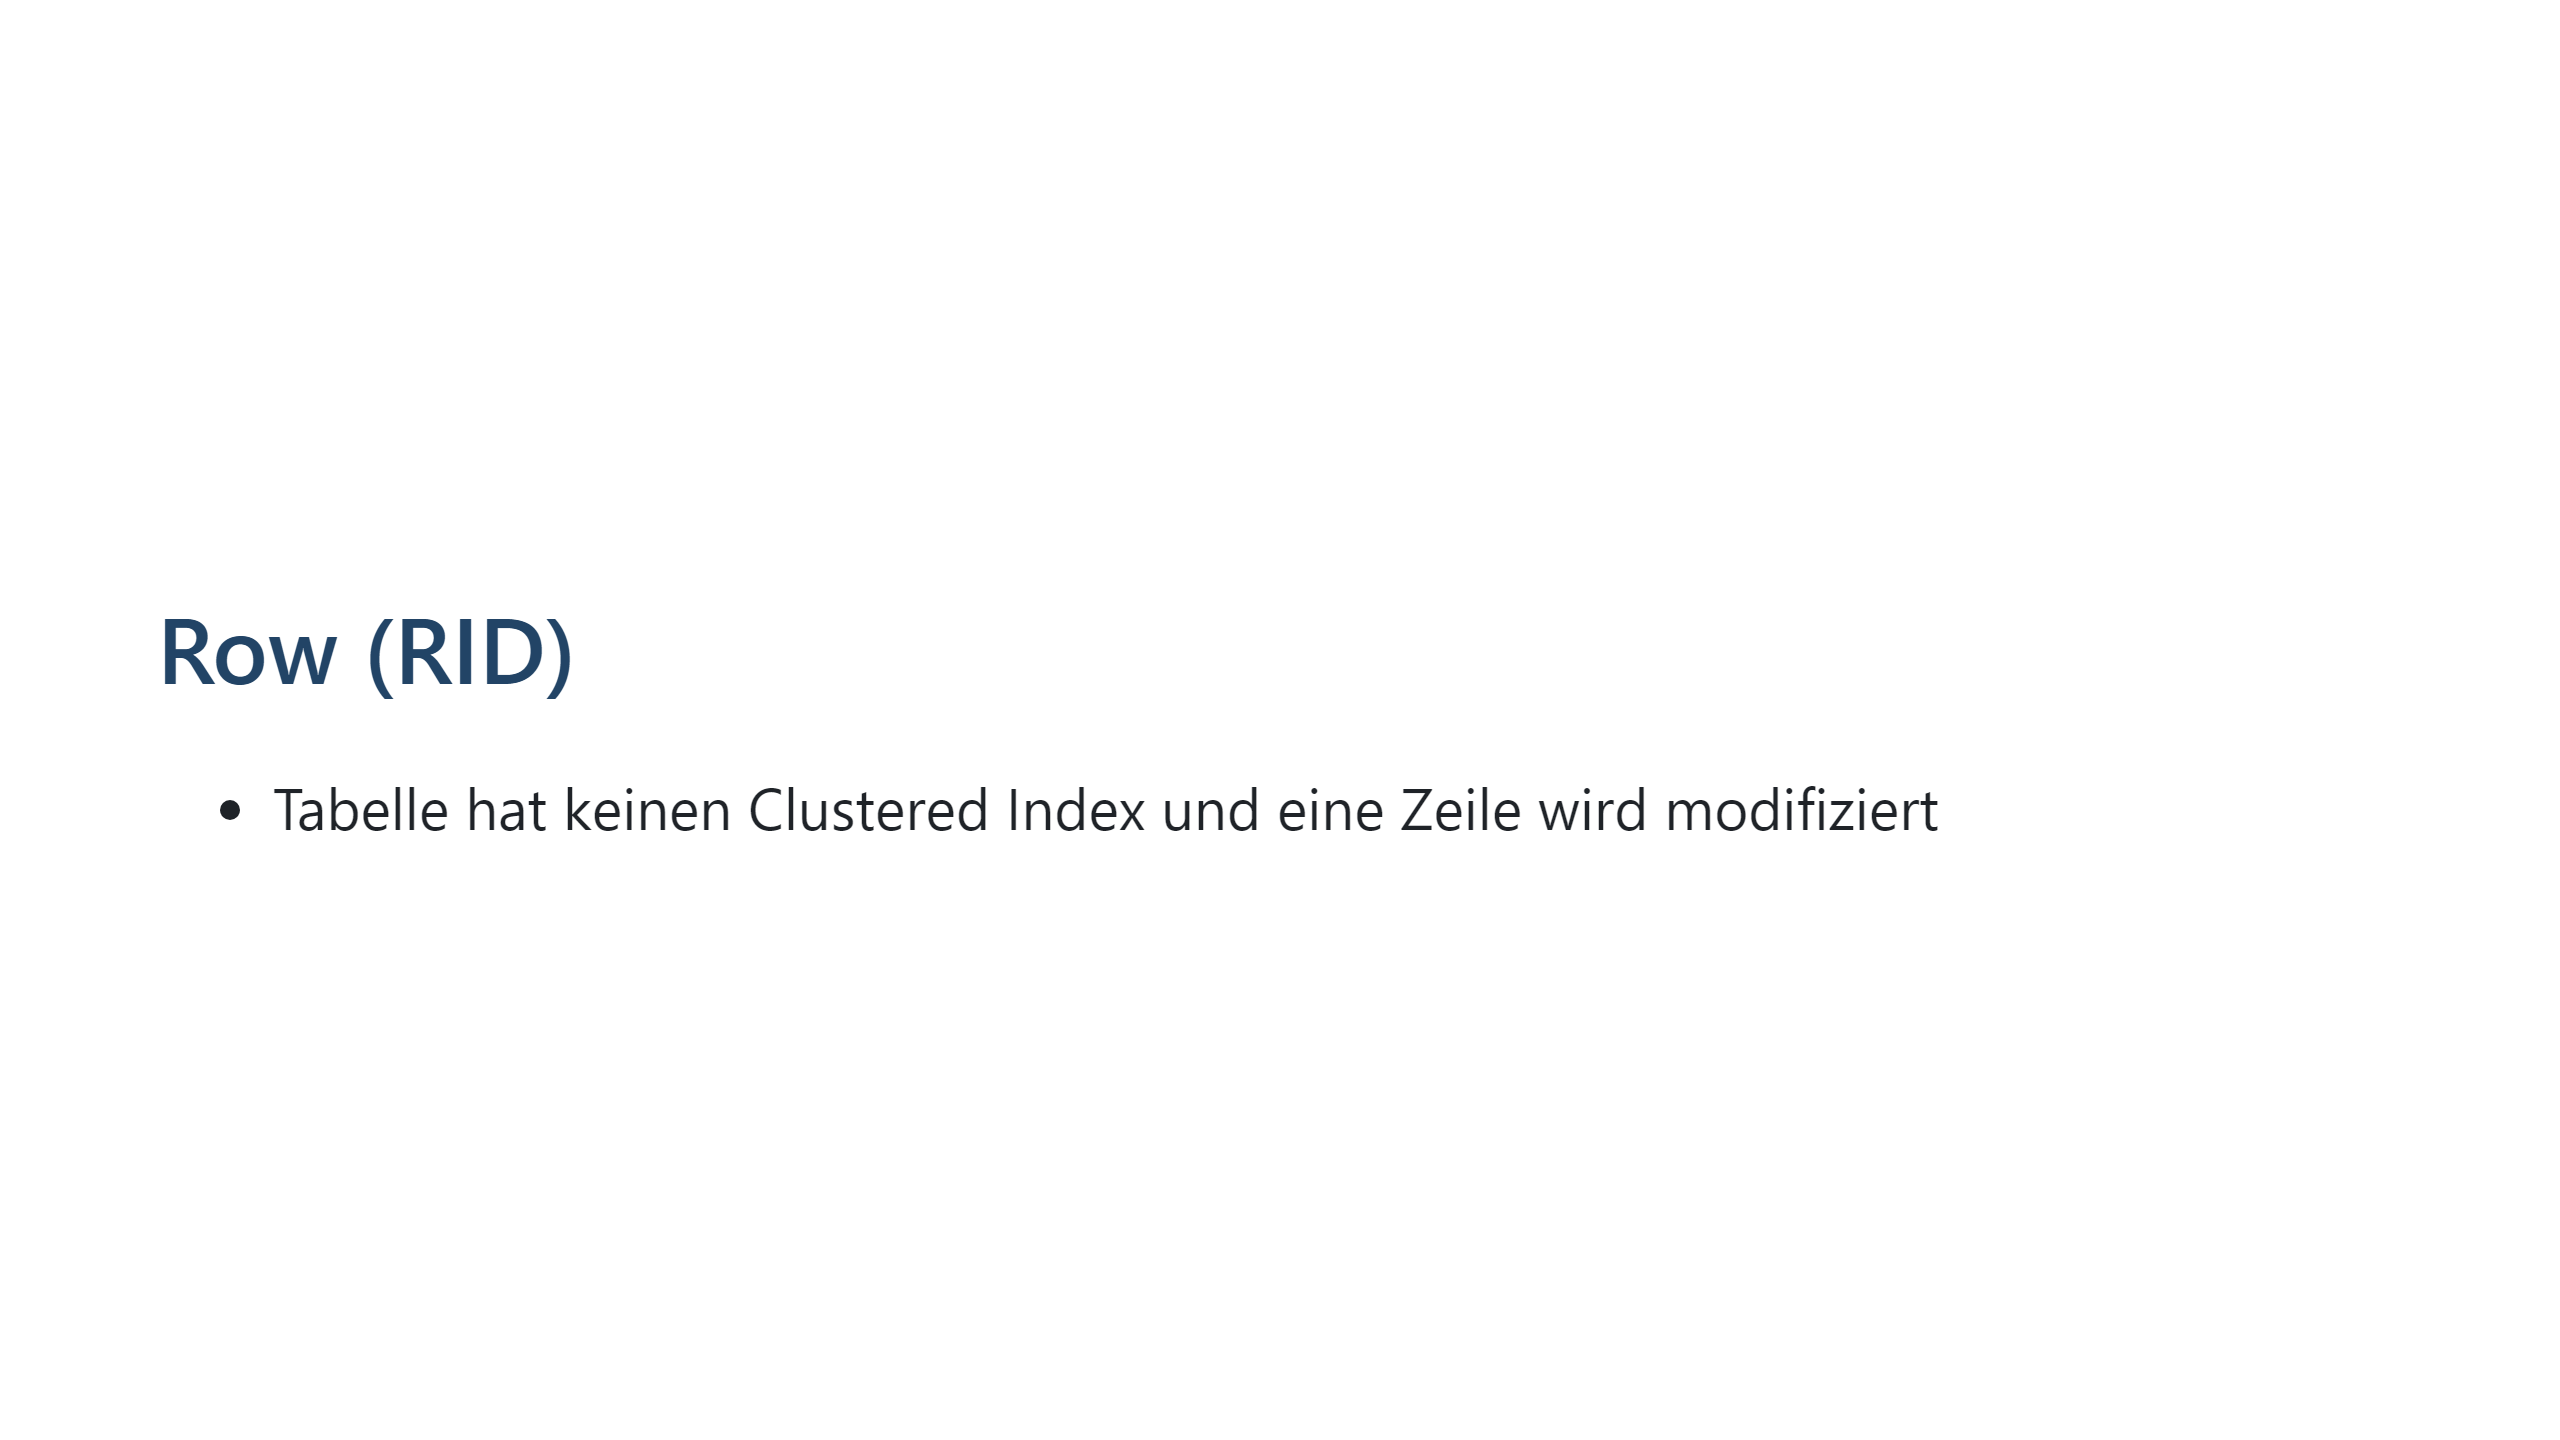 Row (RID)
• Tabelle hat keinen Clustered Index und eine Zeile wird modifiziert